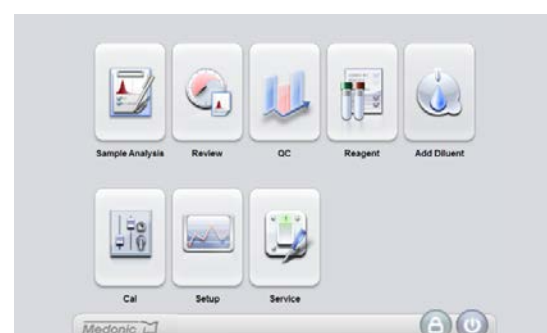 Sample Analysis Review QC Reagent Add Diluent
Cal Setup Service
Medonic